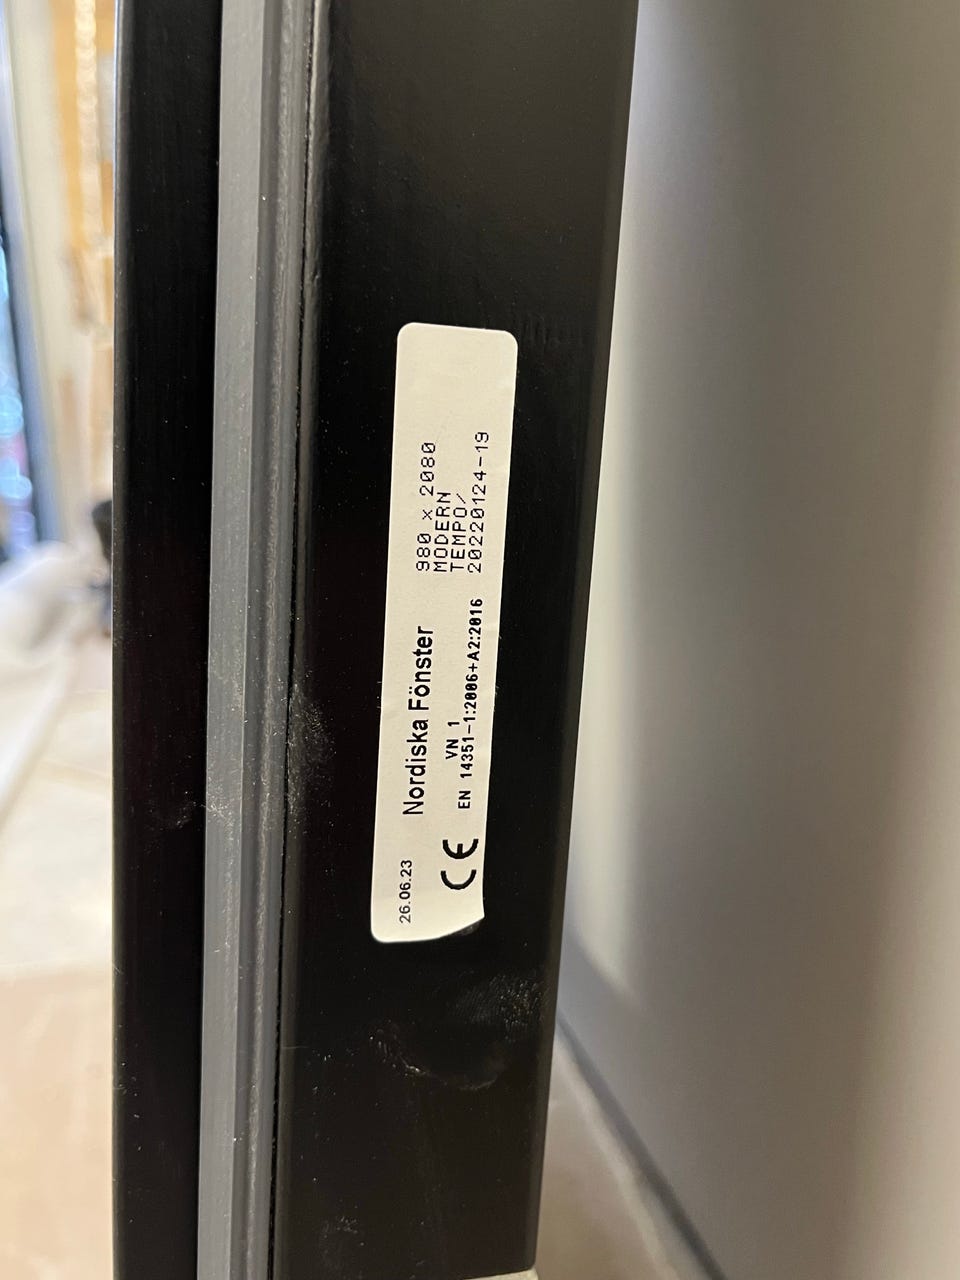 26.06.23
Nordiska Fönster
980 x 2080
MODERN
TEMPO/
20220124-19
VN 1
EN 14351-1:2006+A2:2016
CE